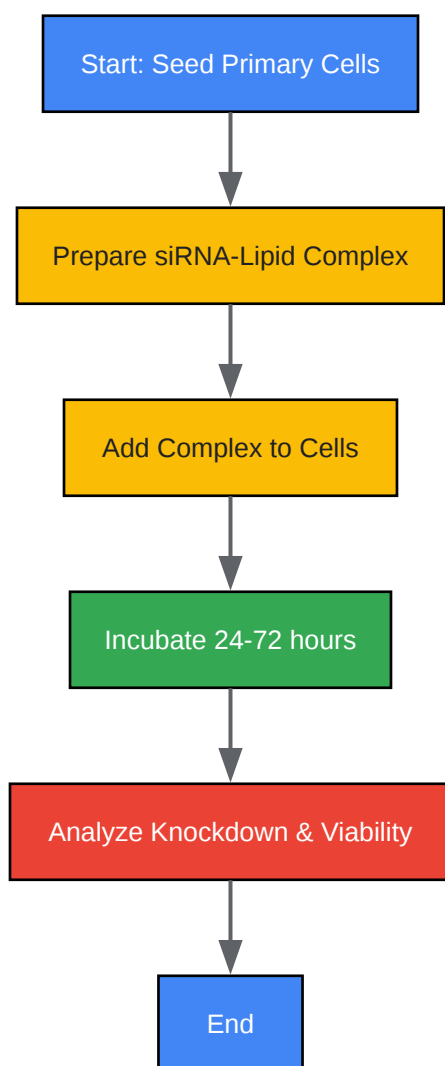 Start: Seed Primary Cells
Prepare siRNA-Lipid Complex
Add Complex to Cells
Incubate 24-72 hours
Analyze Knockdown & Viability
End